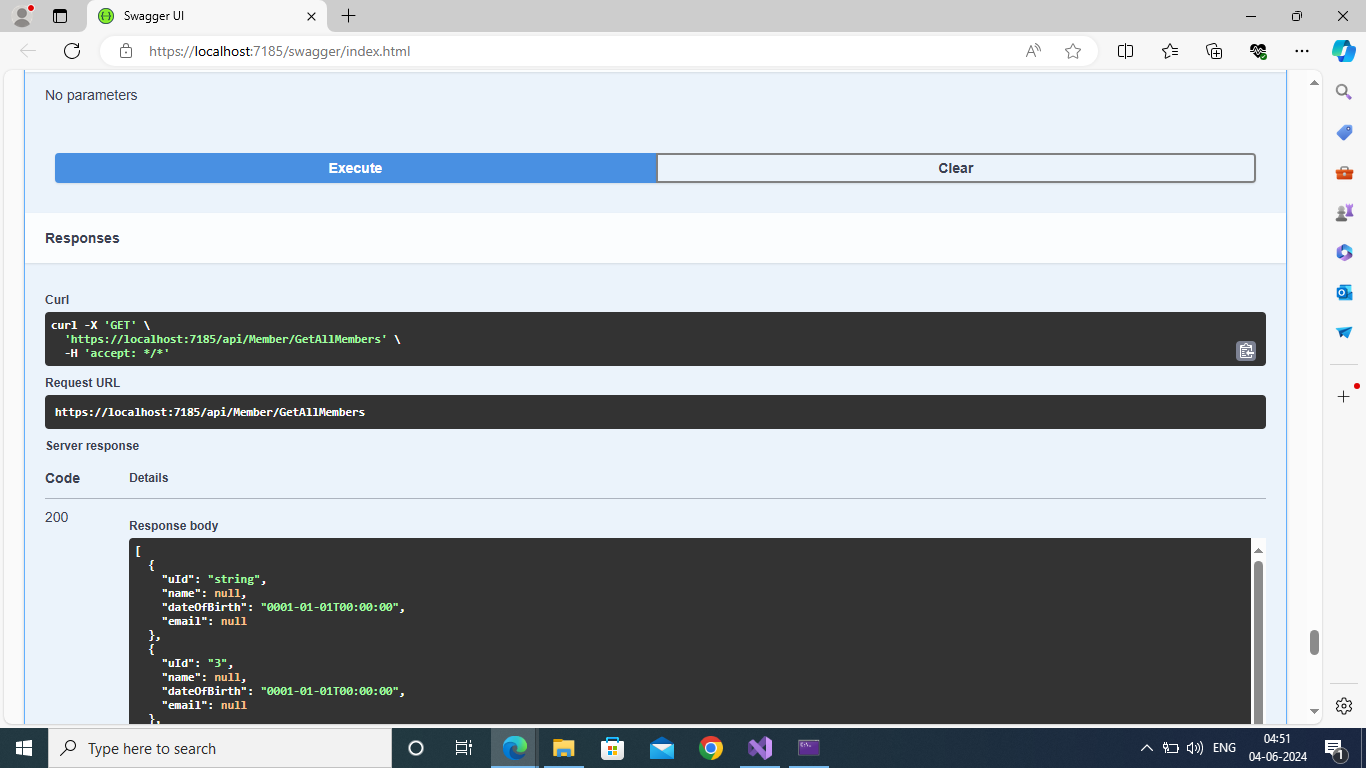 Swagger UI
https://localhost:7185/swagger/index.html
No parameters
Execute
Clear
Responses
Curl
curl -X 'GET' \
'https://localhost:7185/api/Member/GetAllMembers' \
-H 'accept: */*'
Request URL
https://localhost:7185/api/Member/GetAllMembers
Server response
Code
Details
200
Response body
[
{
"uId": "string",
"name": null,
"dateOfBirth": "0001-01-01T00:00:00",
"email": null
},
{
"uId": "3",
"name": null,
"dateOfBirth": "0001-01-01T00:00:00",
"email": null
},
Type here to search
ENG
04:51
04-06-2024
1